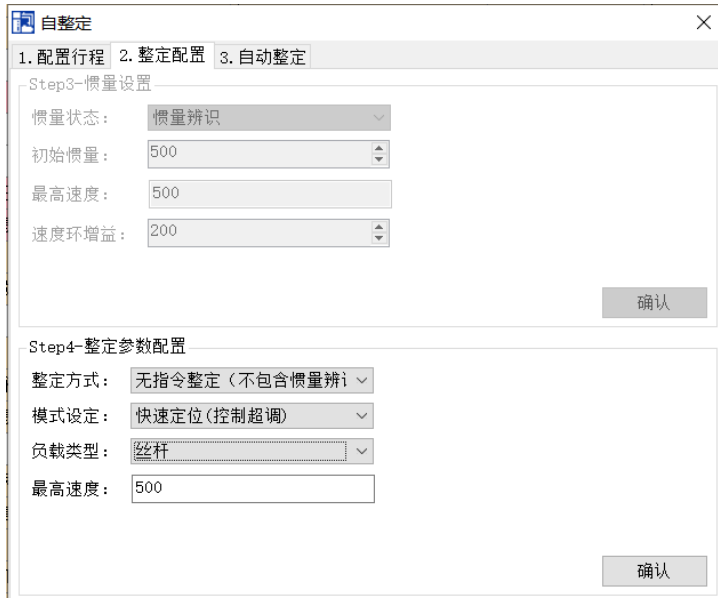 自整定
1.配置行程 2.整定配置 3.自动整定
Step3-惯量设置
惯量状态： 惯量辨识
初始惯量： 500
最高速度： 500
速度环增益： 200
确认
Step4-整定参数配置
整定方式： 无指令整定（不包含惯量辨
模式设定： 快速定位(控制超调)
负载类型： 丝杆
最高速度： 500
确认